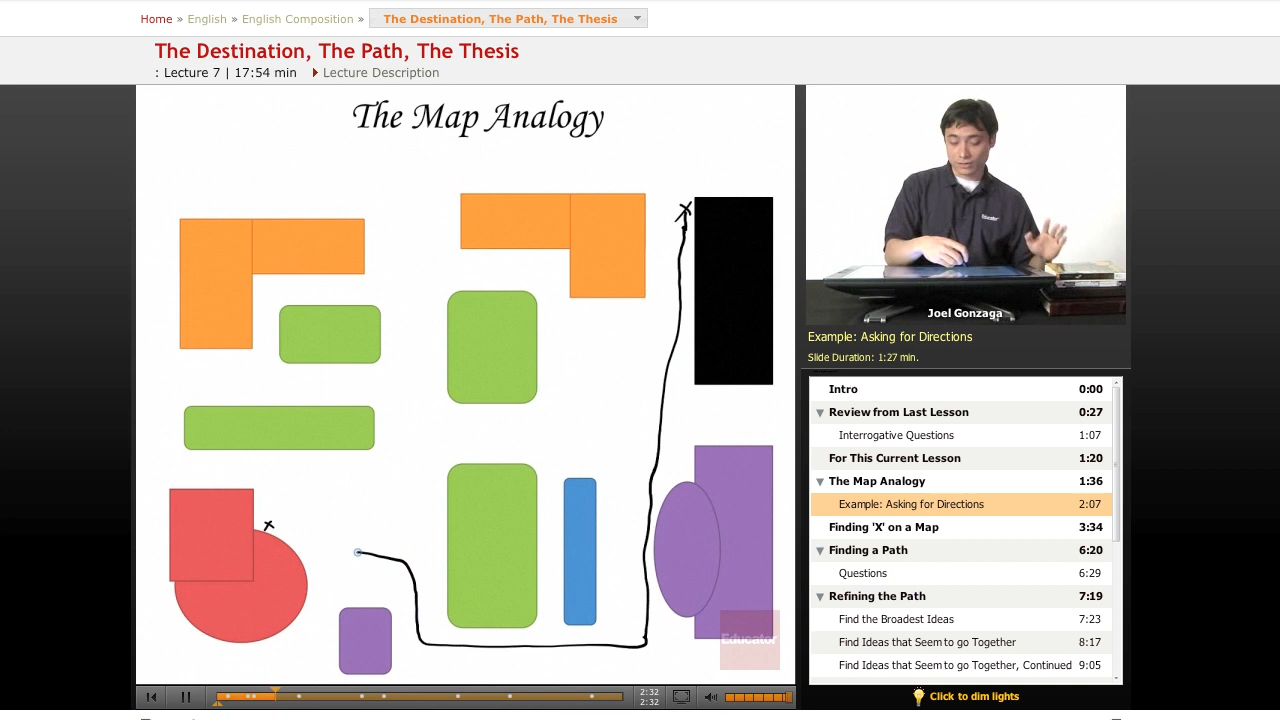 Home » English » English Composition » The Destination, The Path, The Thesis
The Destination, The Path, The Thesis
: Lecture 7 | 17:54 min Lecture Description
The Map Analogy
Educator
Educator
Joel Gonzaga
Example: Asking for Directions
Slide Duration: 1:27 min.
Intro 0:00
Review from Last Lesson 0:27
Interrogative Questions 1:07
For This Current Lesson 1:20
The Map Analogy 1:36
Example: Asking for Directions 2:07
Finding 'X' on a Map 3:34
Finding a Path 6:20
Questions 6:29
Refining the Path 7:19
Find the Broadest Ideas 7:23
Find Ideas that Seem to go Together 8:17
Find Ideas that Seem to go Together, Continued 9:05
2:32
2:32
Click to dim lights